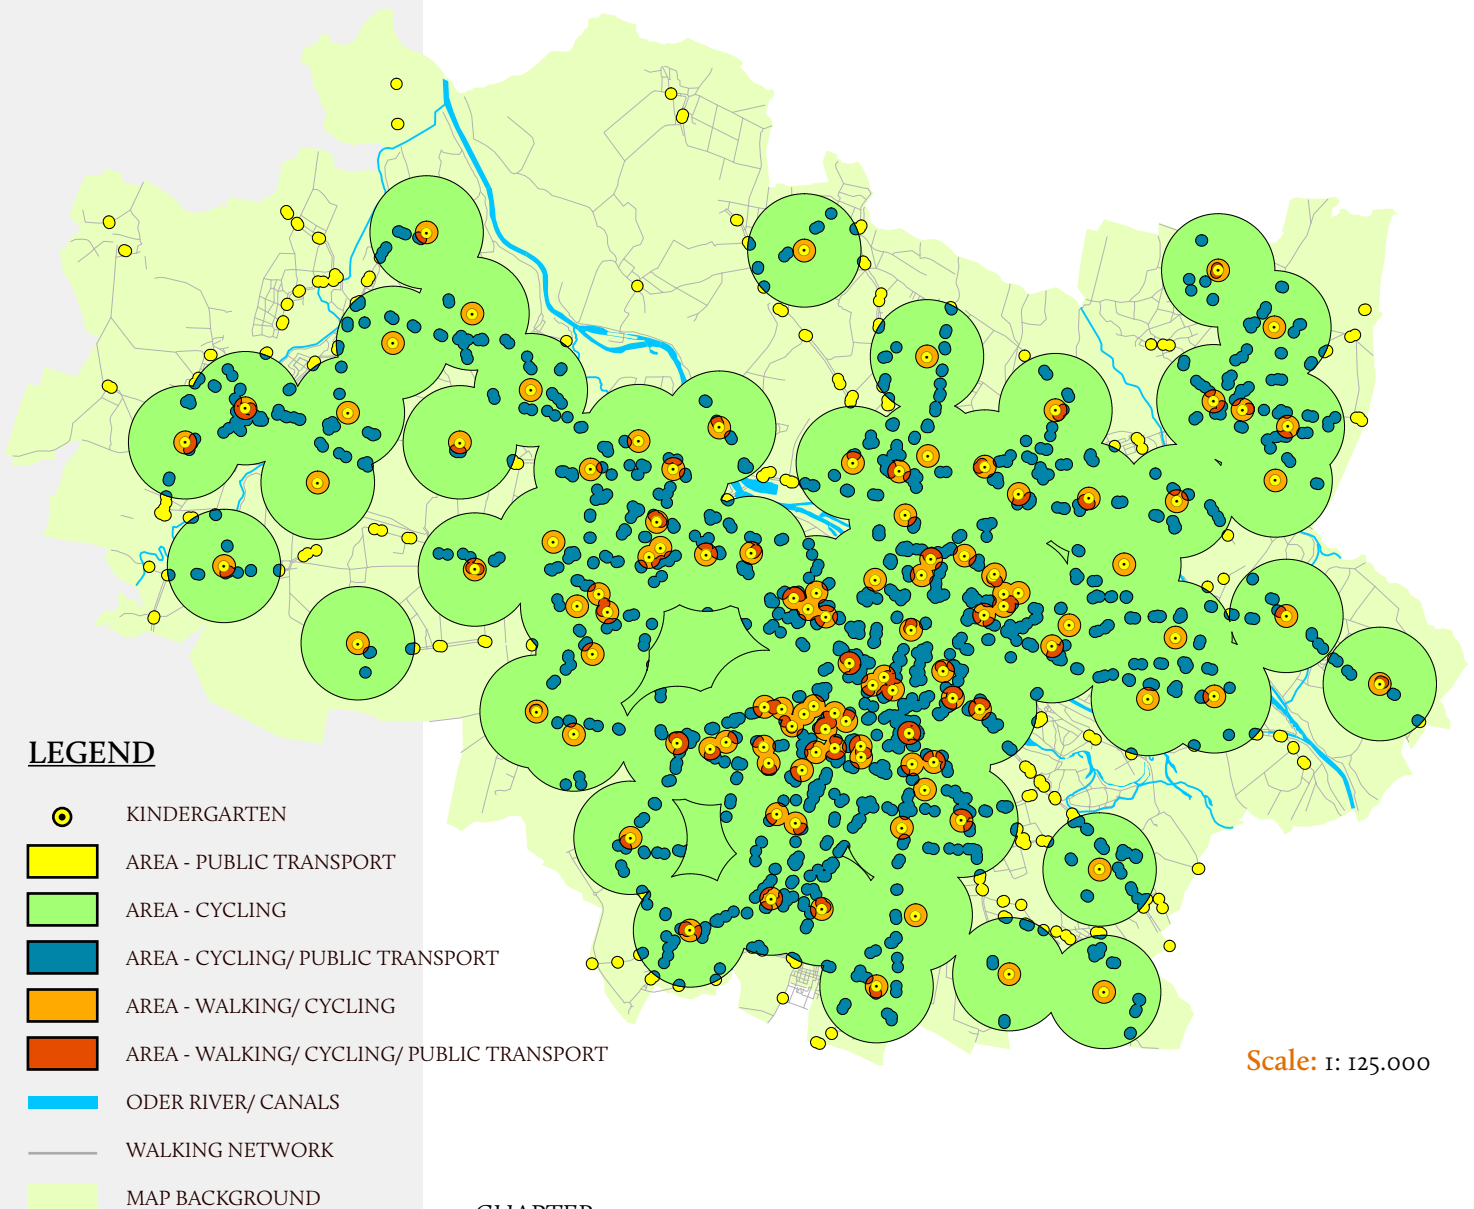 LEGEND
KINDERGARTEN
AREA - PUBLIC TRANSPORT
AREA - CYCLING
AREA - CYCLING/ PUBLIC TRANSPORT
AREA - WALKING/ CYCLING
AREA - WALKING/ CYCLING/ PUBLIC TRANSPORT
ODER RIVER/ CANALS
WALKING NETWORK
MAP BACKGROUND
Scale: 1: 125.000
CHAPTER